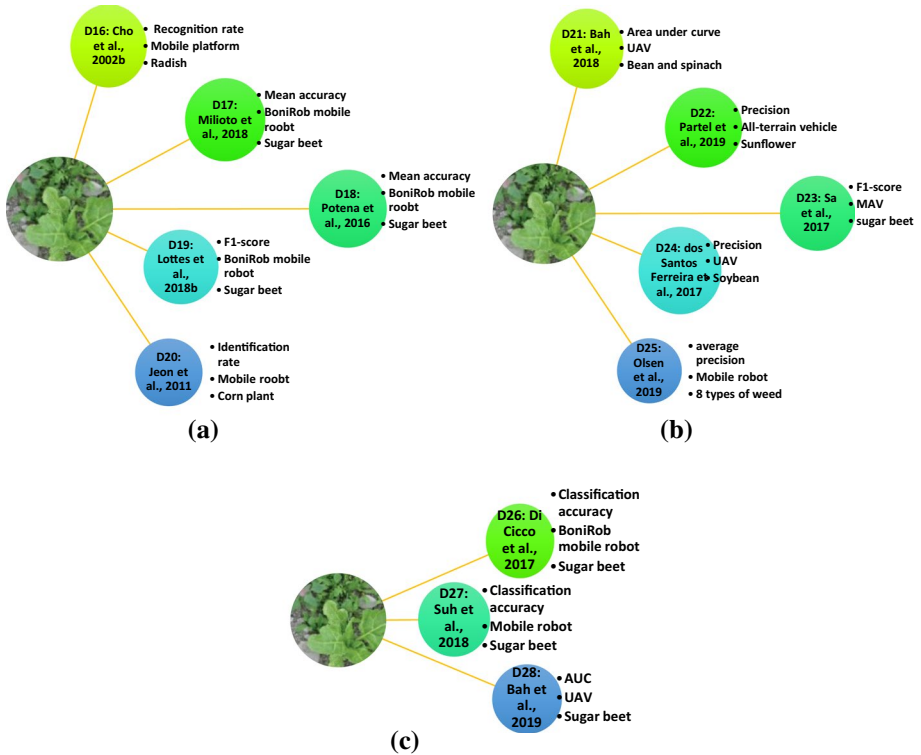 D16: Cho
et al.,
2002b
• Recognition rate
• Mobile platform
• Radish
D17:
Milioto et
al., 2018
• Mean accuracy
• BoniRob mobile
roobt
• Sugar beet
D18:
Potena et
al., 2016
• Mean accuracy
• BoniRob mobile
roobt
• Sugar beet
D19:
Lottes et
al.,
2018b
• F1-score
• BoniRob mobile
robot
• Sugar beet
D20:
Jeon et
al., 2011
• Identification
rate
• Mobile roobt
• Corn plant
(a)
D21: Bah
et al.,
2018
• Area under curve
• UAV
• Bean and spinach
D22:
Partel et
al., 2019
• Precision
• All-terrain vehicle
• Sunflower
D23: Sa
et al.,
2017
• F1-score
• MAV
• sugar beet
D24: dos
Santos
Ferreira et
al., 2017
• Precision
• UAV
• Soybean
D25:
Olsen et
al., 2019
• average
precision
• Mobile robot
• 8 types of weed
(b)
D26: Di
Cicco et
al., 2017
• Classification
accuracy
• BoniRob
mobile robot
• Sugar beet
D27:
Suh et
al.,
2018
• Classification
accuracy
• Mobile robot
• Sugar beet
D28:
Bah et al.,
2019
• AUC
• UAV
• Sugar beet
(c)